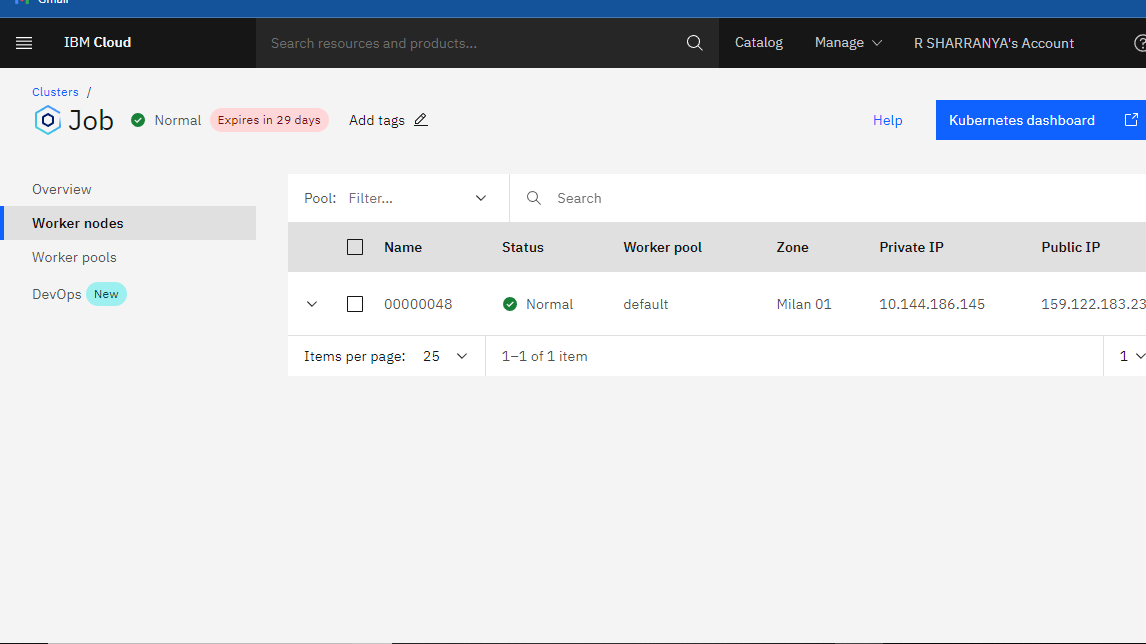 Gmail
IBM Cloud
Search resources and products...
Catalog
Manage
R SHARRANYA's Account
Clusters /
Job
Normal
Expires in 29 days
Add tags
Help
Kubernetes dashboard
Overview
Worker nodes
Worker pools
DevOps New
Pool: Filter...
Search
Name Status Worker pool Zone Private IP Public IP
00000048 Normal default Milan 01 10.144.186.145 159.122.183.23
Items per page: 25
1–1 of 1 item
1